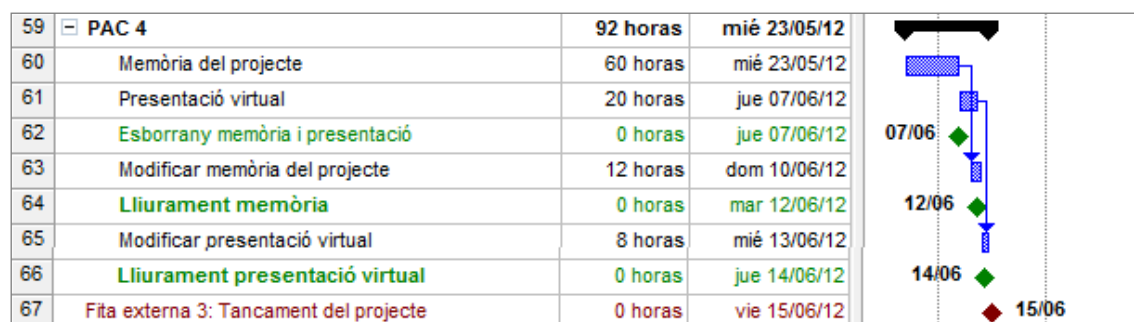 59 PAC 4 92 horas mié 23/05/12
60 Memòria del projecte 60 horas mié 23/05/12
61 Presentació virtual 20 horas jue 07/06/12
62 Esborrany memòria i presentació 0 horas jue 07/06/12 07/06
63 Modificar memòria del projecte 12 horas dom 10/06/12
64 Lliurament memòria 0 horas mar 12/06/12 12/06
65 Modificar presentació virtual 8 horas mié 13/06/12
66 Lliurament presentació virtual 0 horas jue 14/06/12 14/06
67 Fita externa 3: Tancament del projecte 0 horas vie 15/06/12 15/06